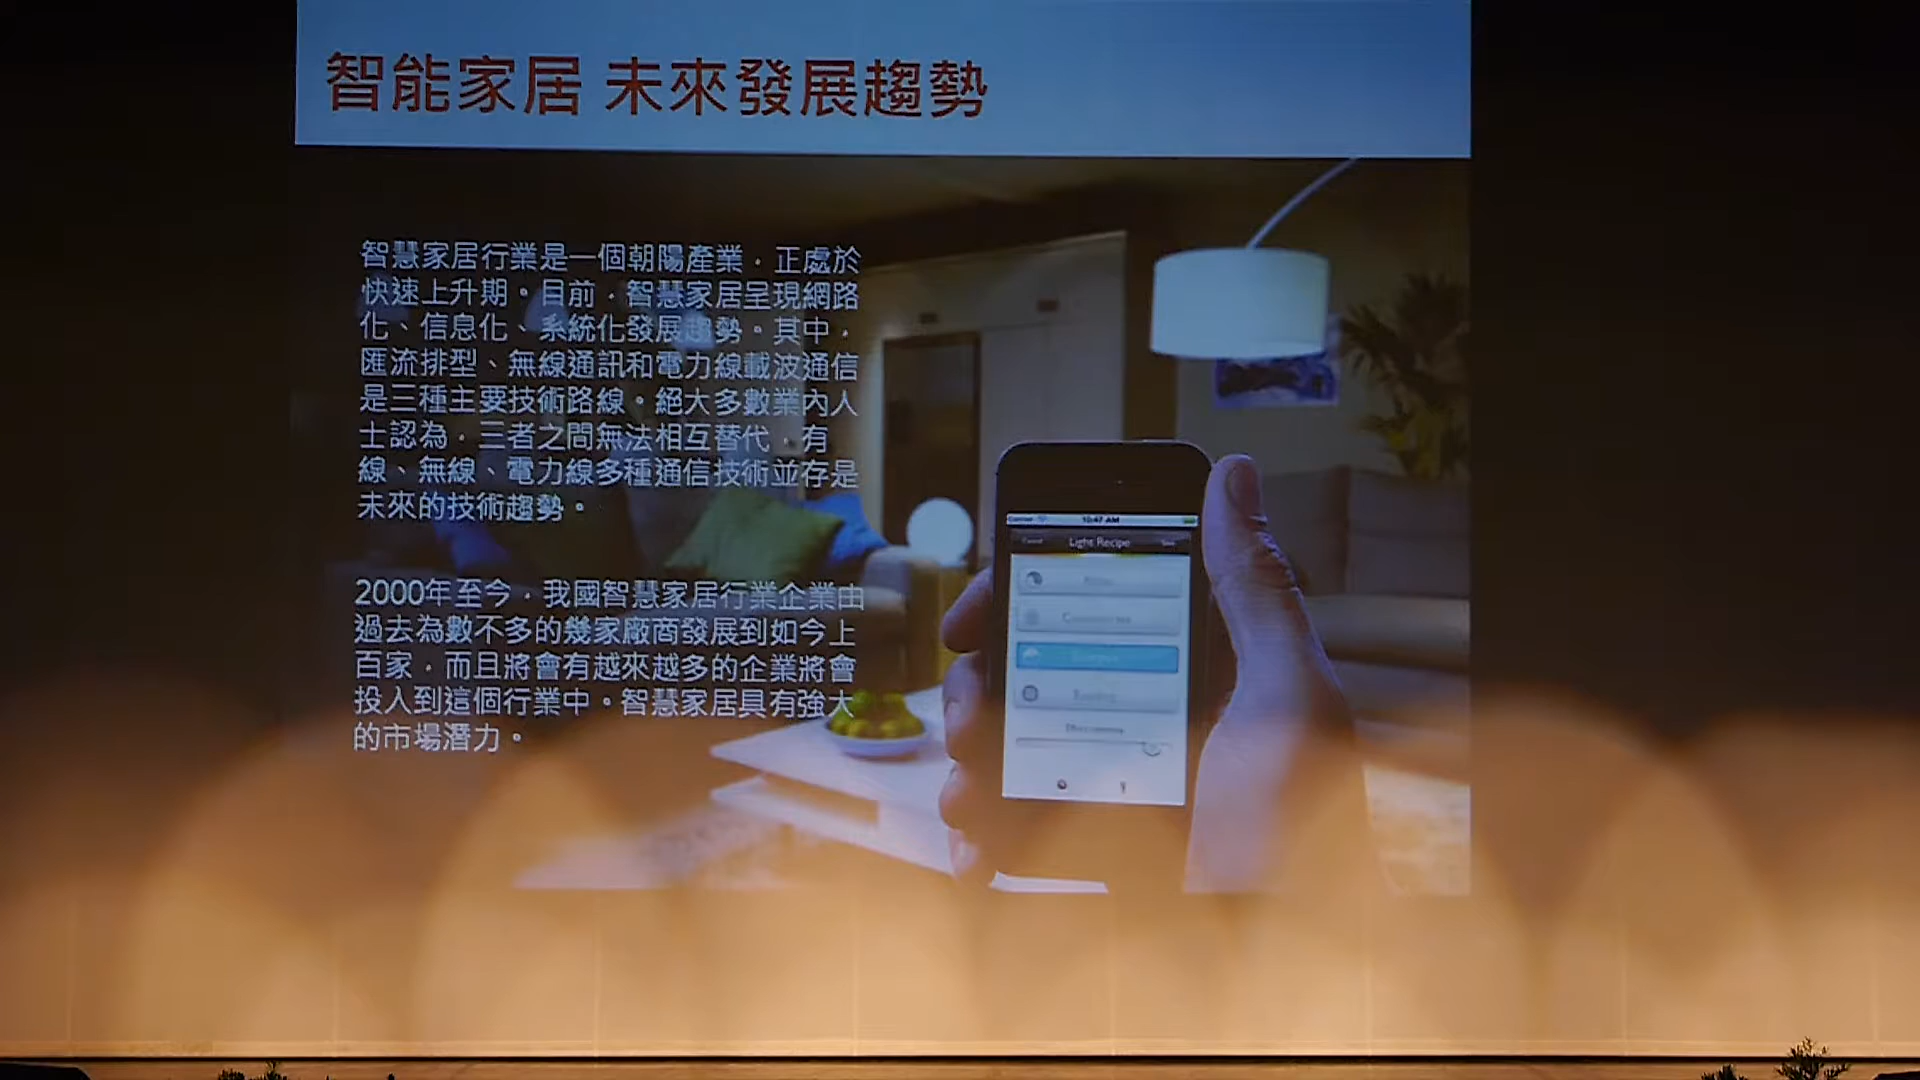 智能家居 未來發展趨勢
智慧家居行業是一個朝陽產業，正處於
快速上升期。目前，智慧家居呈現網路
化、信息化、系統化發展趨勢。其中，
匯流排型、無線通訊和電力線載波通信
是三種主要技術路線。絕大多數業內人
士認為，三者之間無法相互替代，有
線、無線、電力線多種通信技術並存是
未來的技術趨勢。
2000年至今，我國智慧家居行業企業由
過去為數不多的幾家廠商發展到如今上
百家，而且將會有越來越多的企業將會
投入到這個行業中。智慧家居具有強大
的市場潛力。
10:47 AM
Light Recipe